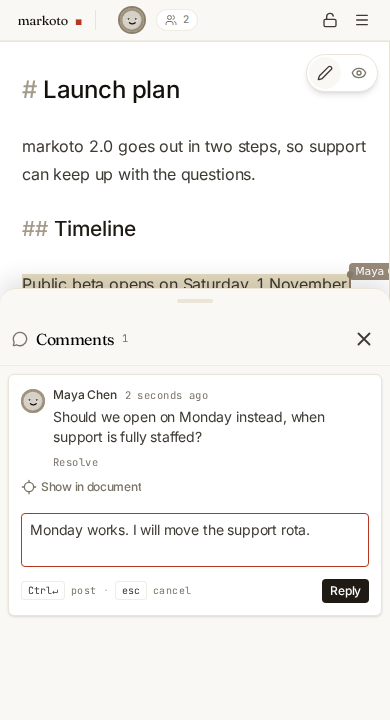 markoto
2
# Launch plan
markoto 2.0 goes out in two steps, so support
can keep up with the questions.
## Timeline
Maya
Public beta opens on Saturday, 1 November
Comments 1
Maya Chen 2 seconds ago
Should we open on Monday instead, when
support is fully staffed?
Resolve
Show in document
Monday works. I will move the support rota.
Ctrl↵ post · esc cancel
Reply